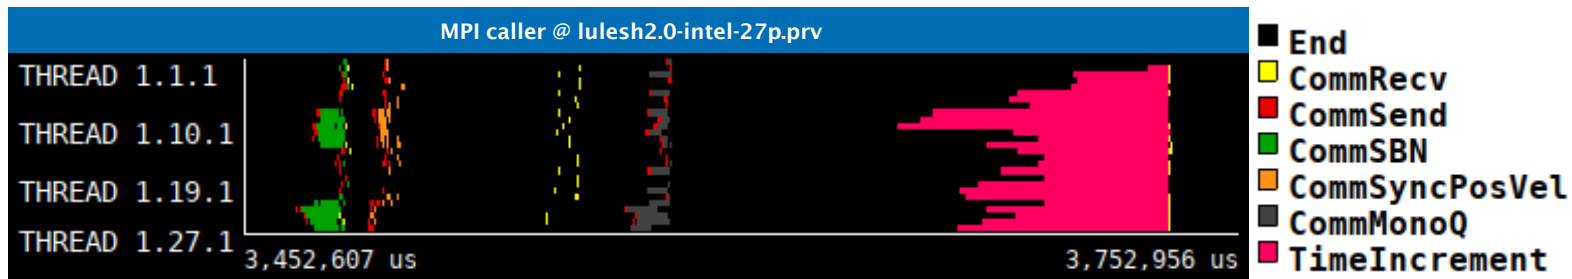 MPI caller @ lulesh2.0-intel-27p.prv
THREAD 1.1.1
THREAD 1.10.1
THREAD 1.19.1
THREAD 1.27.1
3,452,607 us
3,752,956 us
End
CommRecv
CommSend
CommSBN
CommSyncPosVel
CommMonoQ
TimeIncrement